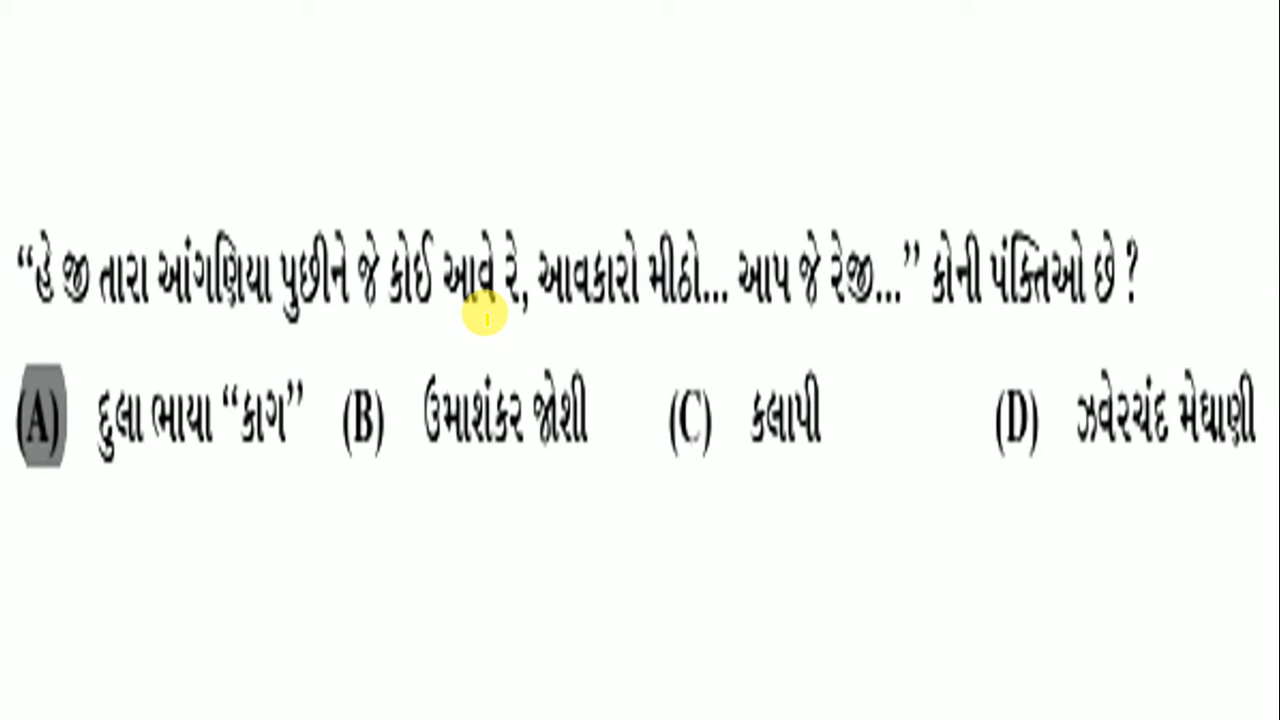 “હે જી તારા આંગણિયા પુછીને જે કોઈ આવે રે, આવકારો મીઠો... આપ જે રેજી...” કોની પંક્તિઓ છે ?
(A) દુલા ભાયા “કાગ” (B) ઉમાશંકર જોશી (C) કલાપી (D) ઝવેરચંદ મેઘાણી